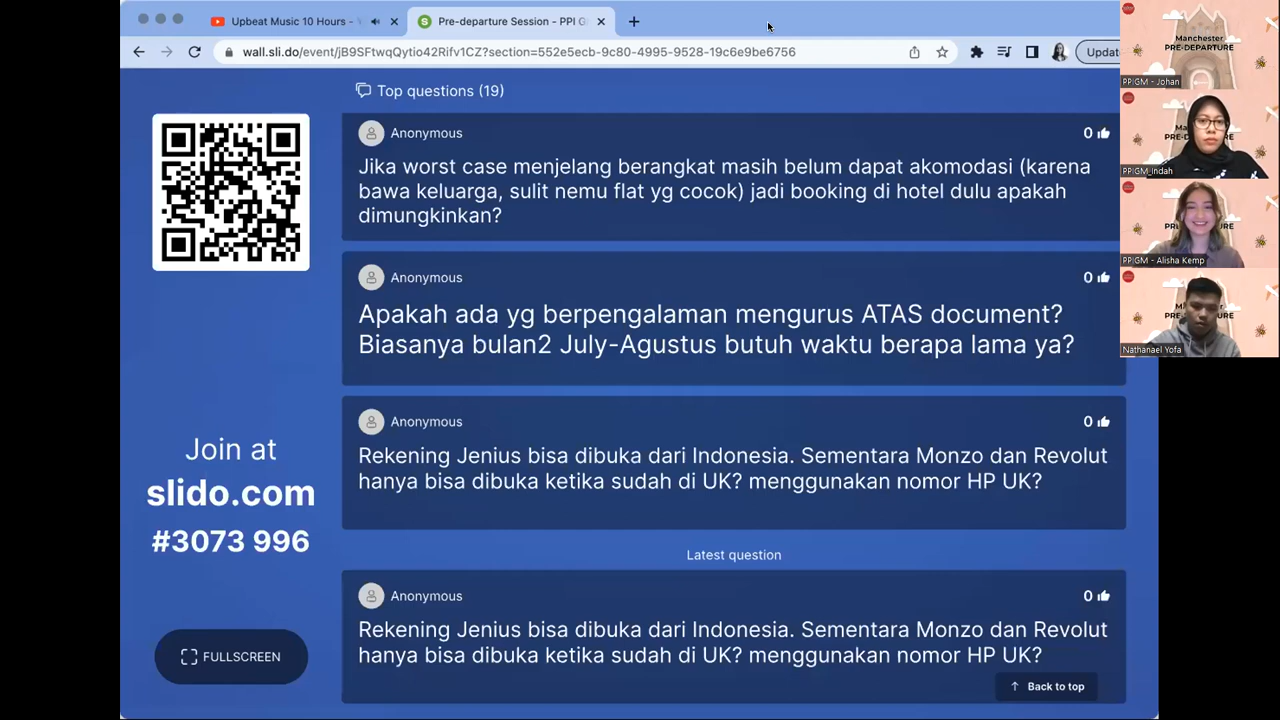 Upbeat Music 10 Hours -
Pre-departure Session - PPI G
wall.sli.do/event/jB9SFtwqQytio42Rifv1CZ?section=552e5ecb-9c80-4995-9528-19c6e9be6756
Updat
Top questions (19)
Anonymous
0
Jika worst case menjelang berangkat masih belum dapat akomodasi (karena
bawa keluarga, sulit nemu flat yg cocok) jadi booking di hotel dulu apakah
dimungkinkan?
Anonymous
0
Apakah ada yg berpengalaman mengurus ATAS document?
Biasanya bulan2 July-Agustus butuh waktu berapa lama ya?
Anonymous
0
Rekening Jenius bisa dibuka dari Indonesia. Sementara Monzo dan Revolut
hanya bisa dibuka ketika sudah di UK? menggunakan nomor HP UK?
Latest question
Anonymous
0
Rekening Jenius bisa dibuka dari Indonesia. Sementara Monzo dan Revolut
hanya bisa dibuka ketika sudah di UK? menggunakan nomor HP UK?
Back to top
Join at
slido.com
#3073 996
FULLSCREEN
Manchester
PRE-DEPARTURE
PPIGM - Johan
PPIGM_Indah
PPIGM - Alisha Kemp
Nathanael Yofa